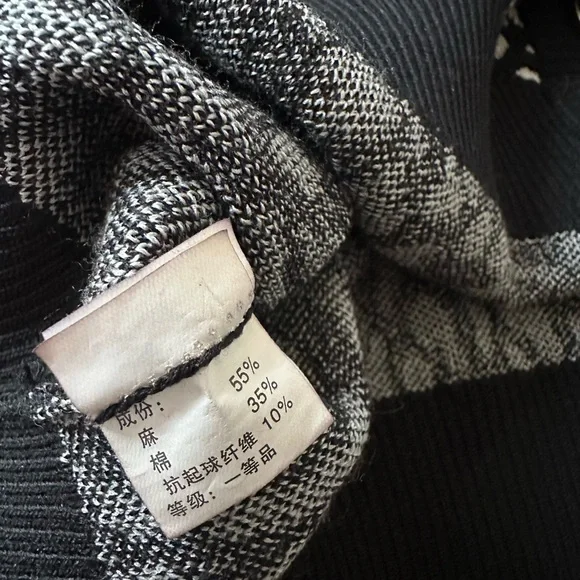 成份：
麻 55%
棉 35%
抗起球纤维 10%
等级：一等品